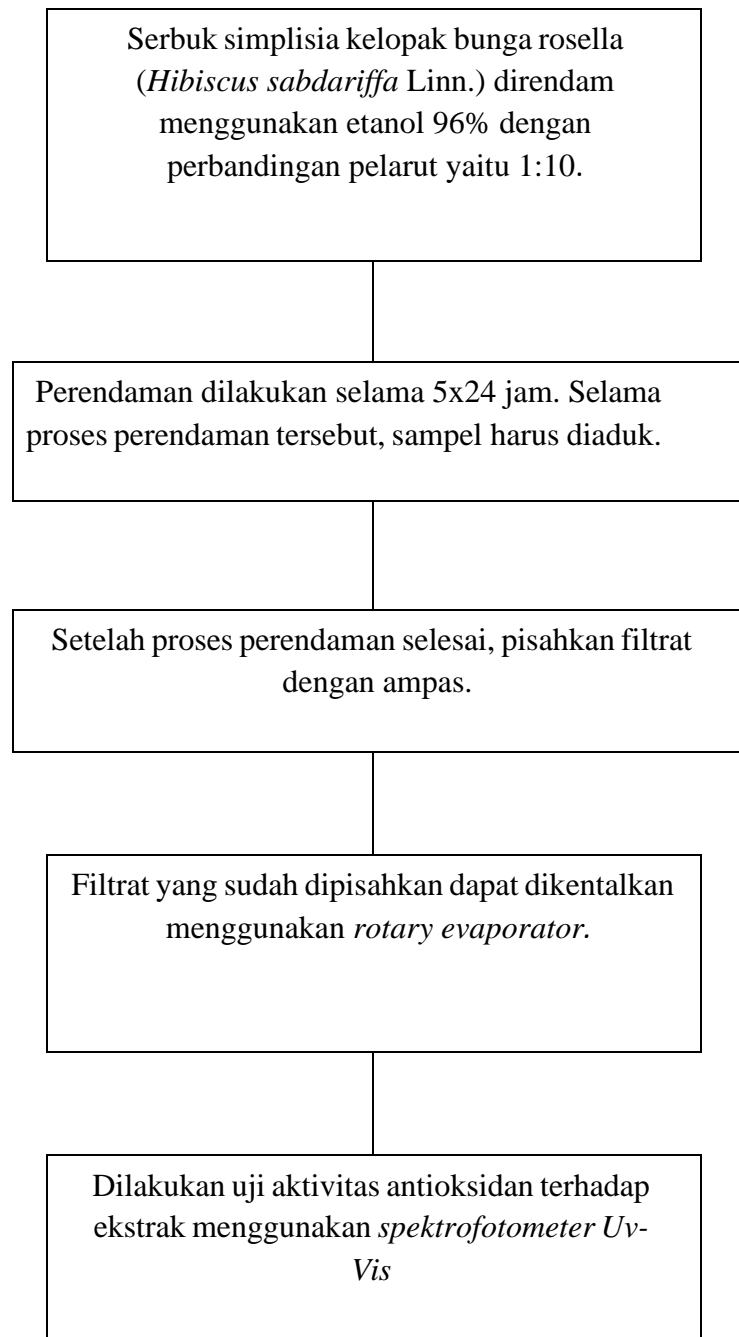 Serbuk simplisia kelopak bunga rosella
(Hibiscus sabdariffa Linn.) direndam
menggunakan etanol 96% dengan
perbandingan pelarut yaitu 1:10.
Perendaman dilakukan selama 5x24 jam. Selama
proses perendaman tersebut, sampel harus diaduk.
Setelah proses perendaman selesai, pisahkan filtrat
dengan ampas.
Filtrat yang sudah dipisahkan dapat dikentalkan
menggunakan rotary evaporator.
Dilakukan uji aktivitas antioksidan terhadap
ekstrak menggunakan spektrofotometer Uv-
Vis